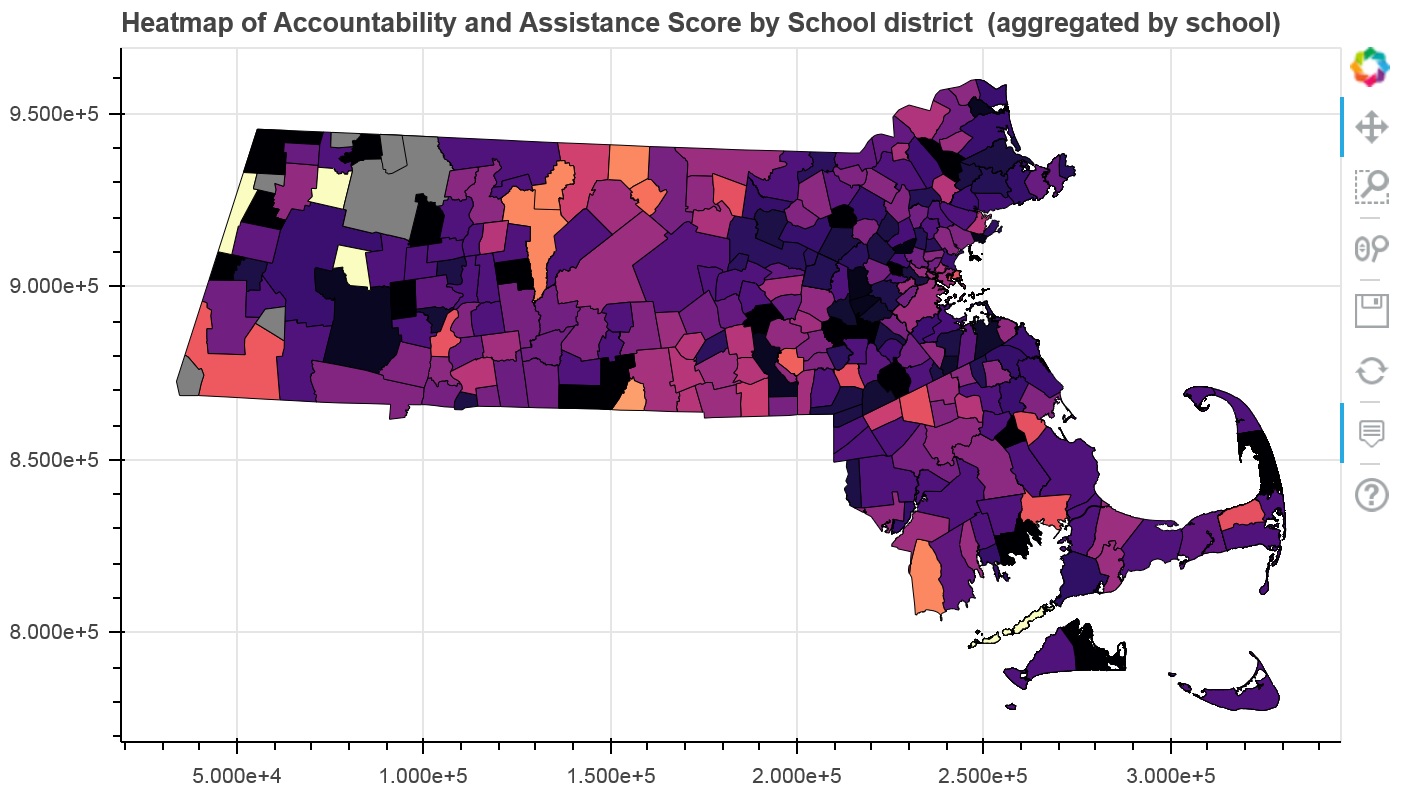 Heatmap of Accountability and Assistance Score by School district  (aggregated by school)
9.500e+5
9.000e+5
8.500e+5
8.000e+5
5.000e+4 1.000e+5 1.500e+5 2.000e+5 2.500e+5 3.000e+5
?